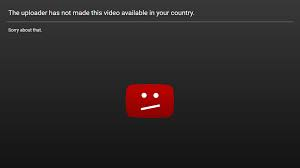 The uploader has not made this video available in your country.
Sorry about that.